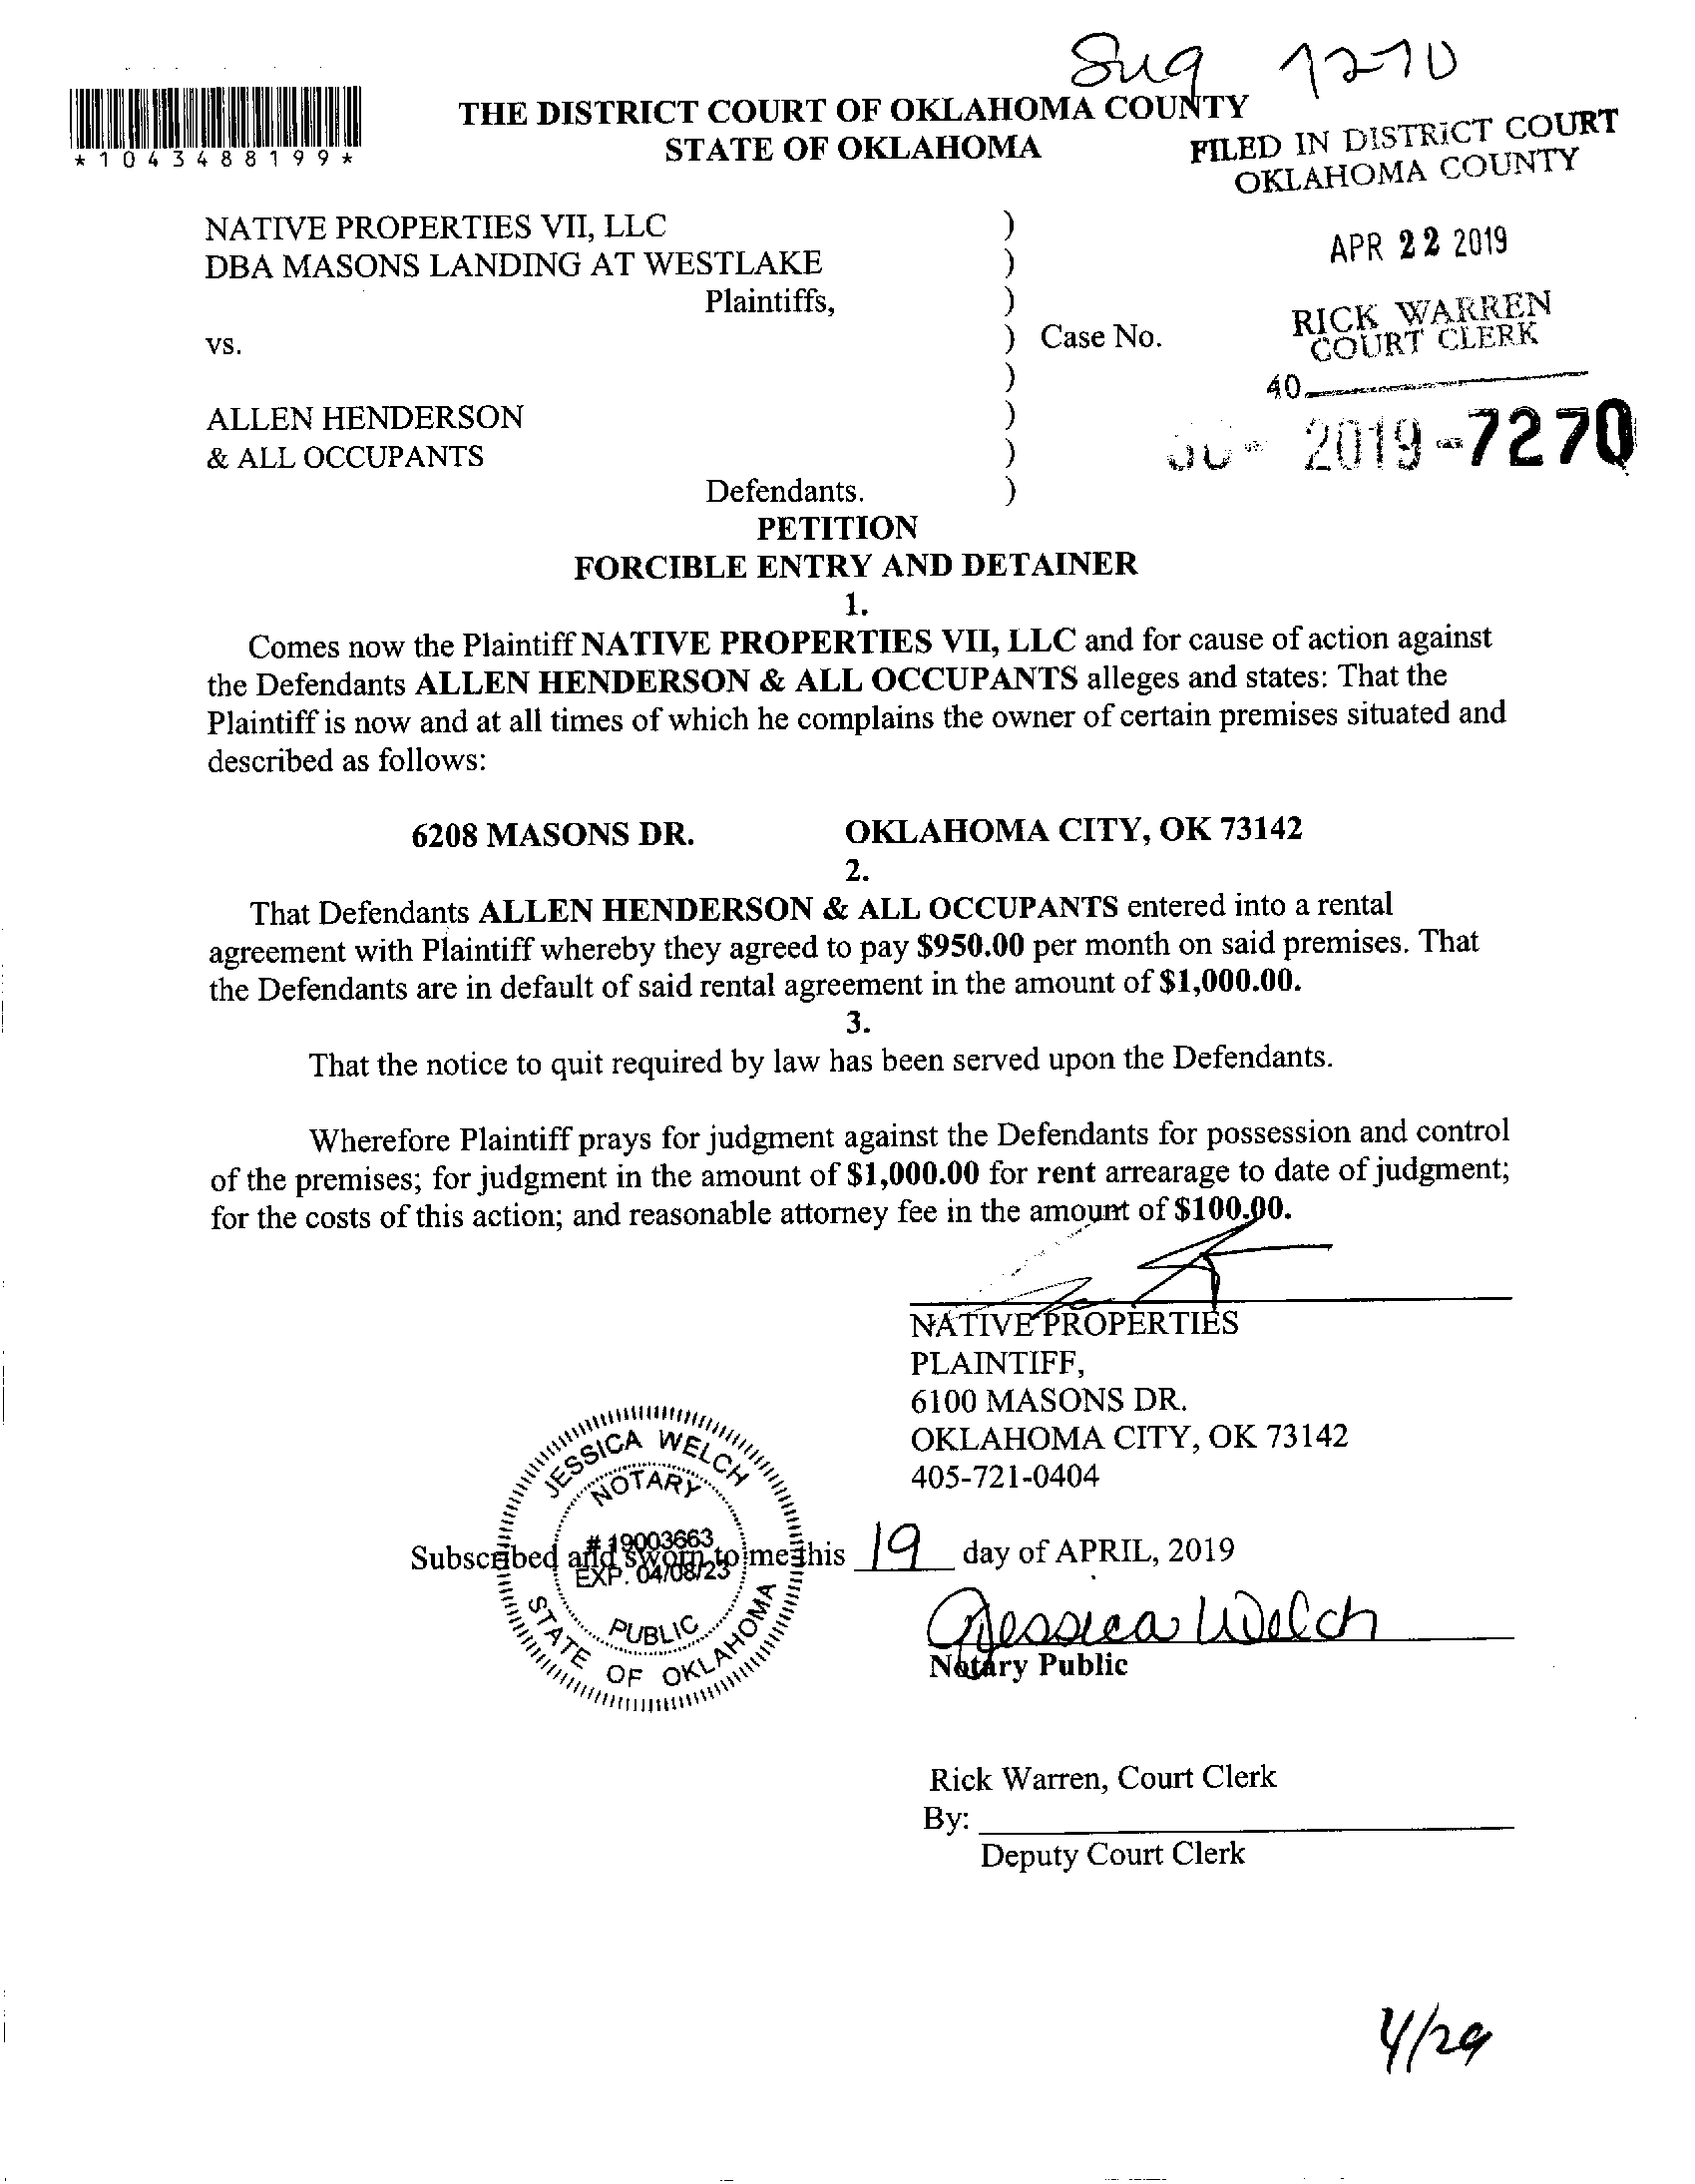 7270
*1043488199*
THE DISTRICT COURT OF OKLAHOMA COUNTY
STATE OF OKLAHOMA
FILED IN DISTRICT COURT
OKLAHOMA COUNTY
NATIVE PROPERTIES VII, LLC )
DBA MASONS LANDING AT WESTLAKE )
APR 22 2019
Plaintiffs, )
RICK WARREN
COURT CLERK
vs. ) Case No.
)
40
ALLEN HENDERSON )
& ALL OCCUPANTS )
2019-7270
Defendants. )
PETITION
FORCIBLE ENTRY AND DETAINER
1.
Comes now the Plaintiff NATIVE PROPERTIES VII, LLC and for cause of action against
the Defendants ALLEN HENDERSON & ALL OCCUPANTS alleges and states: That the
Plaintiff is now and at all times of which he complains the owner of certain premises situated and
described as follows:
6208 MASONS DR. OKLAHOMA CITY, OK 73142
2.
That Defendants ALLEN HENDERSON & ALL OCCUPANTS entered into a rental
agreement with Plaintiff whereby they agreed to pay $950.00 per month on said premises. That
the Defendants are in default of said rental agreement in the amount of $1,000.00.
3.
That the notice to quit required by law has been served upon the Defendants.
Wherefore Plaintiff prays for judgment against the Defendants for possession and control
of the premises; for judgment in the amount of $1,000.00 for rent arrearage to date of judgment;
for the costs of this action; and reasonable attorney fee in the amount of $100.00.
NATIVE PROPERTIES
PLAINTIFF,
6100 MASONS DR.
OKLAHOMA CITY, OK 73142
405-721-0404
JESSICA WELCH
NOTARY
# 19003663
EXP. 04/08/23
PUBLIC
STATE OF OKLAHOMA
Subscribed and sworn to me this 19 day of APRIL, 2019
Jessica Welch
Notary Public
Rick Warren, Court Clerk
By:
Deputy Court Clerk
4/29